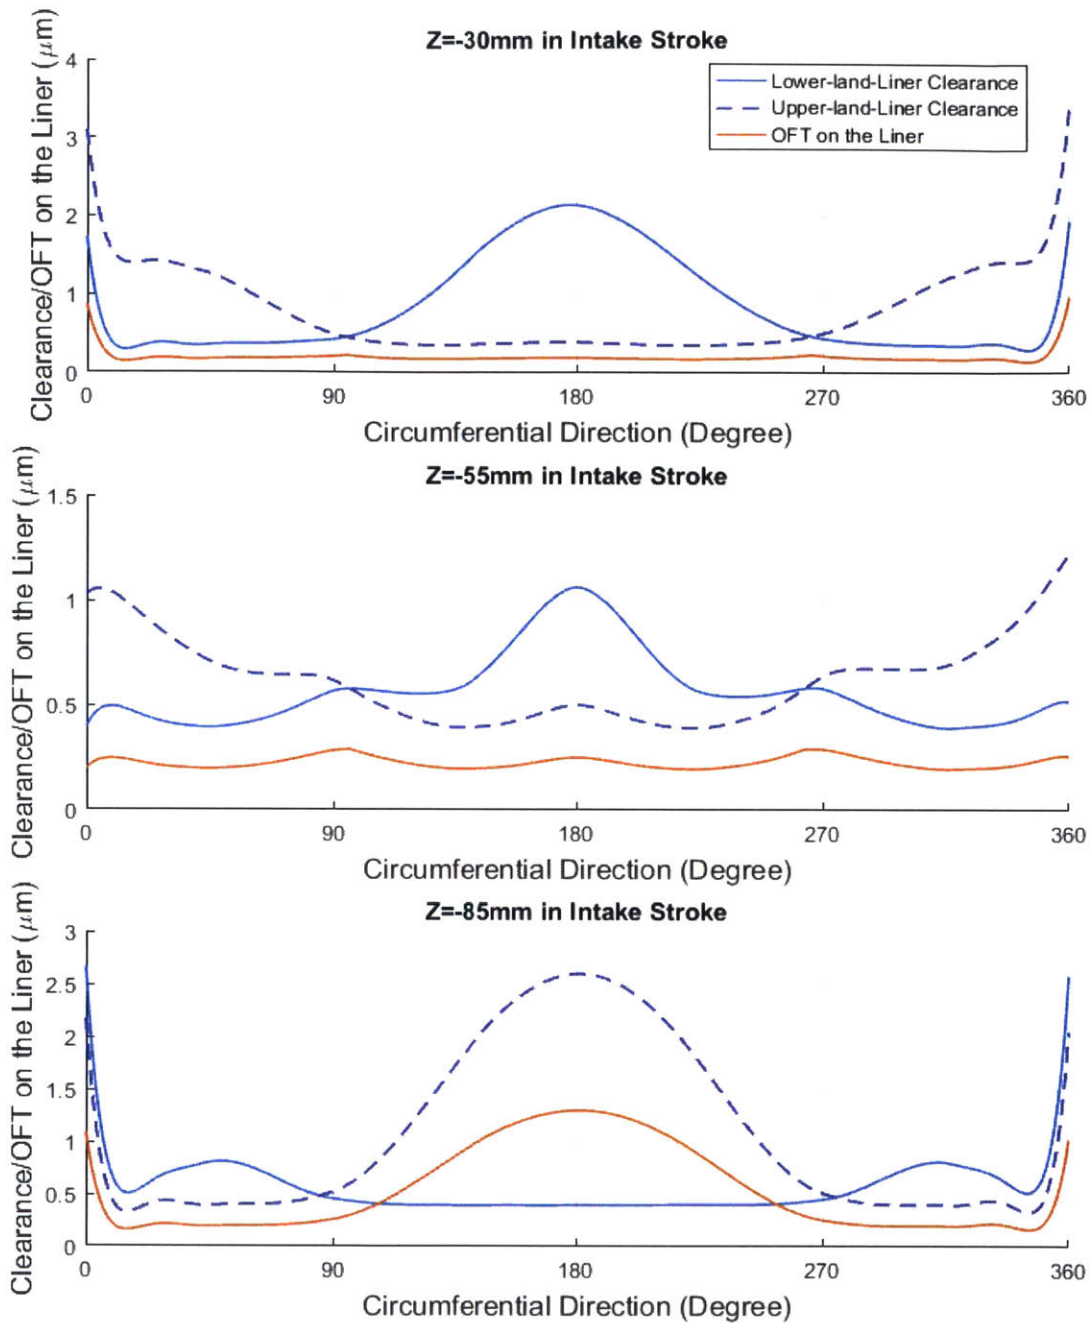 Z=-30mm in Intake Stroke
Clearance/OFT on the Liner (μm)
4
3
2
1
0
Lower-land-Liner Clearance
Upper-land-Liner Clearance
OFT on the Liner
0 90 180 270 360
Circumferential Direction (Degree)
Z=-55mm in Intake Stroke
Clearance/OFT on the Liner (μm)
1.5
1
0.5
0
0 90 180 270 360
Circumferential Direction (Degree)
Z=-85mm in Intake Stroke
Clearance/OFT on the Liner (μm)
3
2.5
2
1.5
1
0.5
0
0 90 180 270 360
Circumferential Direction (Degree)